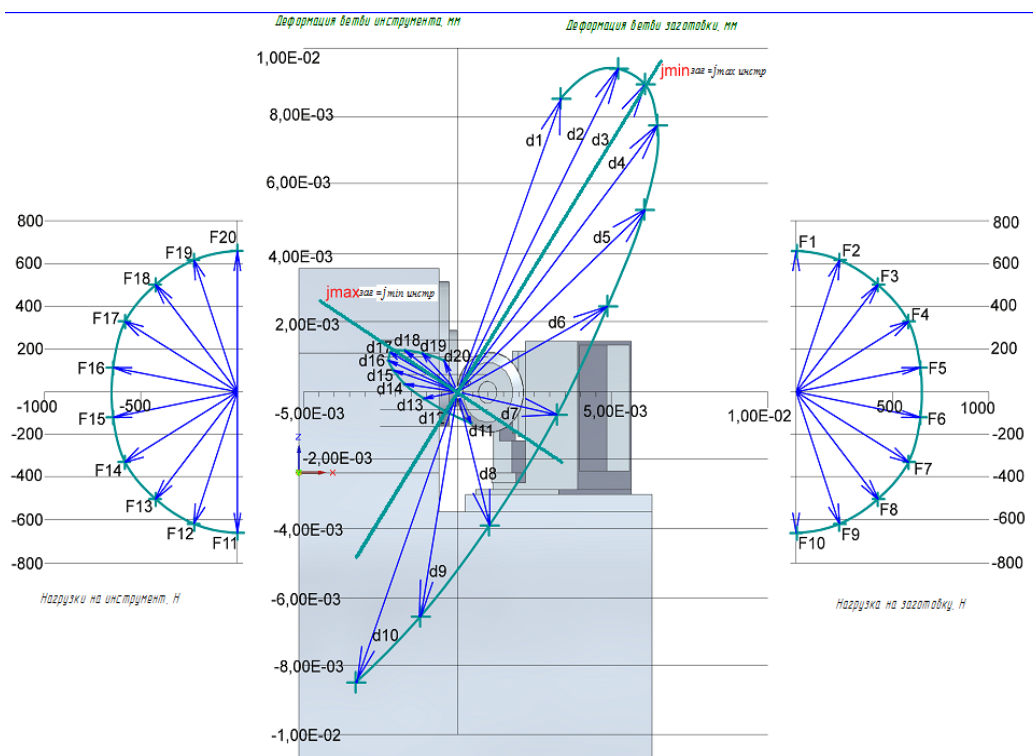 Деформация ветви инструмента, мм
Деформация ветви заготовки, мм
1,00E-02
jmin заг =j max инстр
8,00E-03
d1
d2
d3
d4
6,00E-03
800
F20
600
F19
F18
400
F17
200
F16
-1000
-500
F15
-200
F14
-400
F13
-600
F12
F11
-800
Нагрузки на инструмент, Н
4,00E-03
d5
jmax заг =j min инстр
d6
2,00E-03
d17
d18
d19
d16
d20
d15
d14
d13
d12
d11
d7
-5,00E-03
5,00E-03
1,00E-02
z
x
-2,00E-03
d8
-4,00E-03
d9
-6,00E-03
d10
-8,00E-03
-1,00E-02
F1
800
F2
600
F3
400
F4
200
F5
500
1000
F6
-200
F7
-400
F8
F9
-600
F10
-800
Нагрузка на заготовку, Н